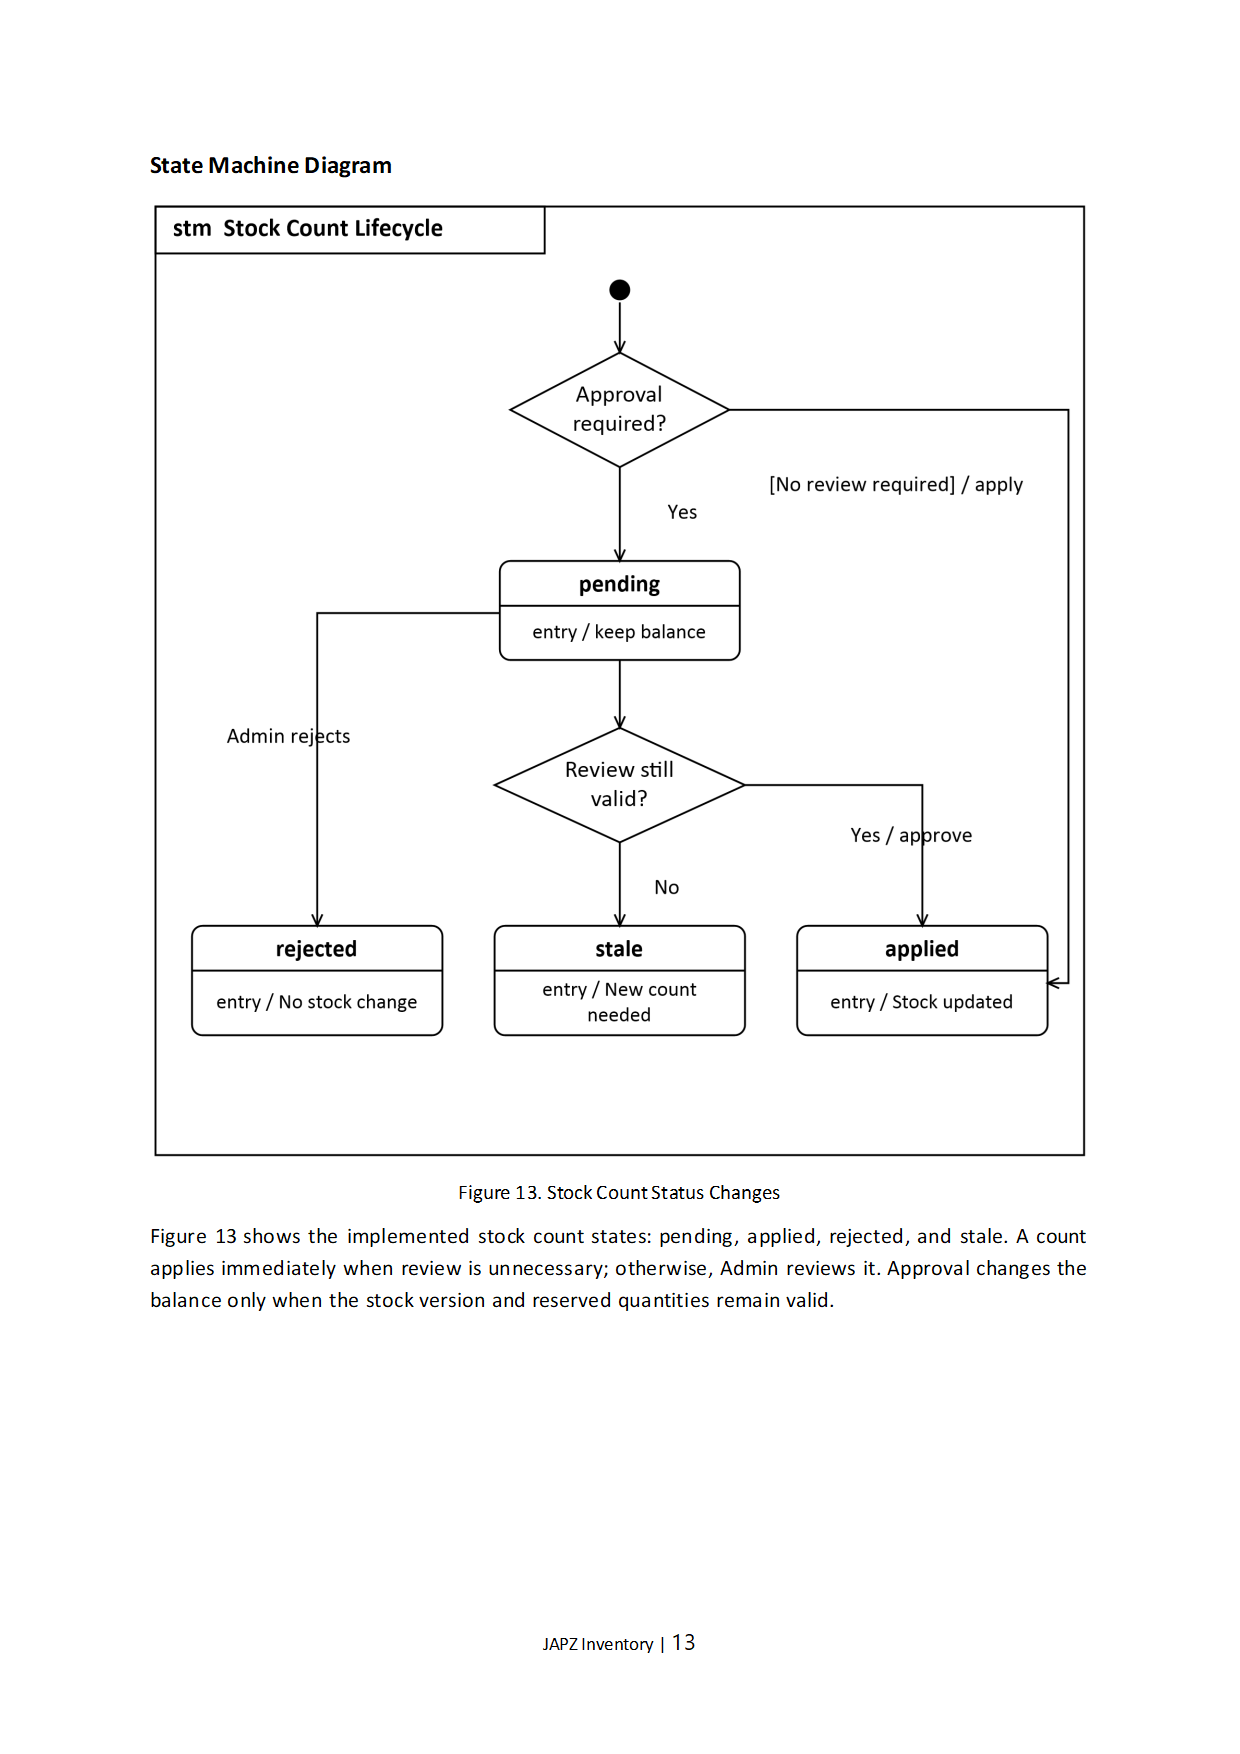 State Machine Diagram
stm Stock Count Lifecycle
Approval
required?
[No review required] / apply
Yes
pending
entry / keep balance
Admin rejects
Review still
valid?
Yes / approve
No
rejected
entry / No stock change
stale
entry / New count
needed
applied
entry / Stock updated
Figure 13. Stock Count Status Changes
Figure 13 shows the implemented stock count states: pending, applied, rejected, and stale. A count
applies immediately when review is unnecessary; otherwise, Admin reviews it. Approval changes the
balance only when the stock version and reserved quantities remain valid.
JAPZ Inventory | 13